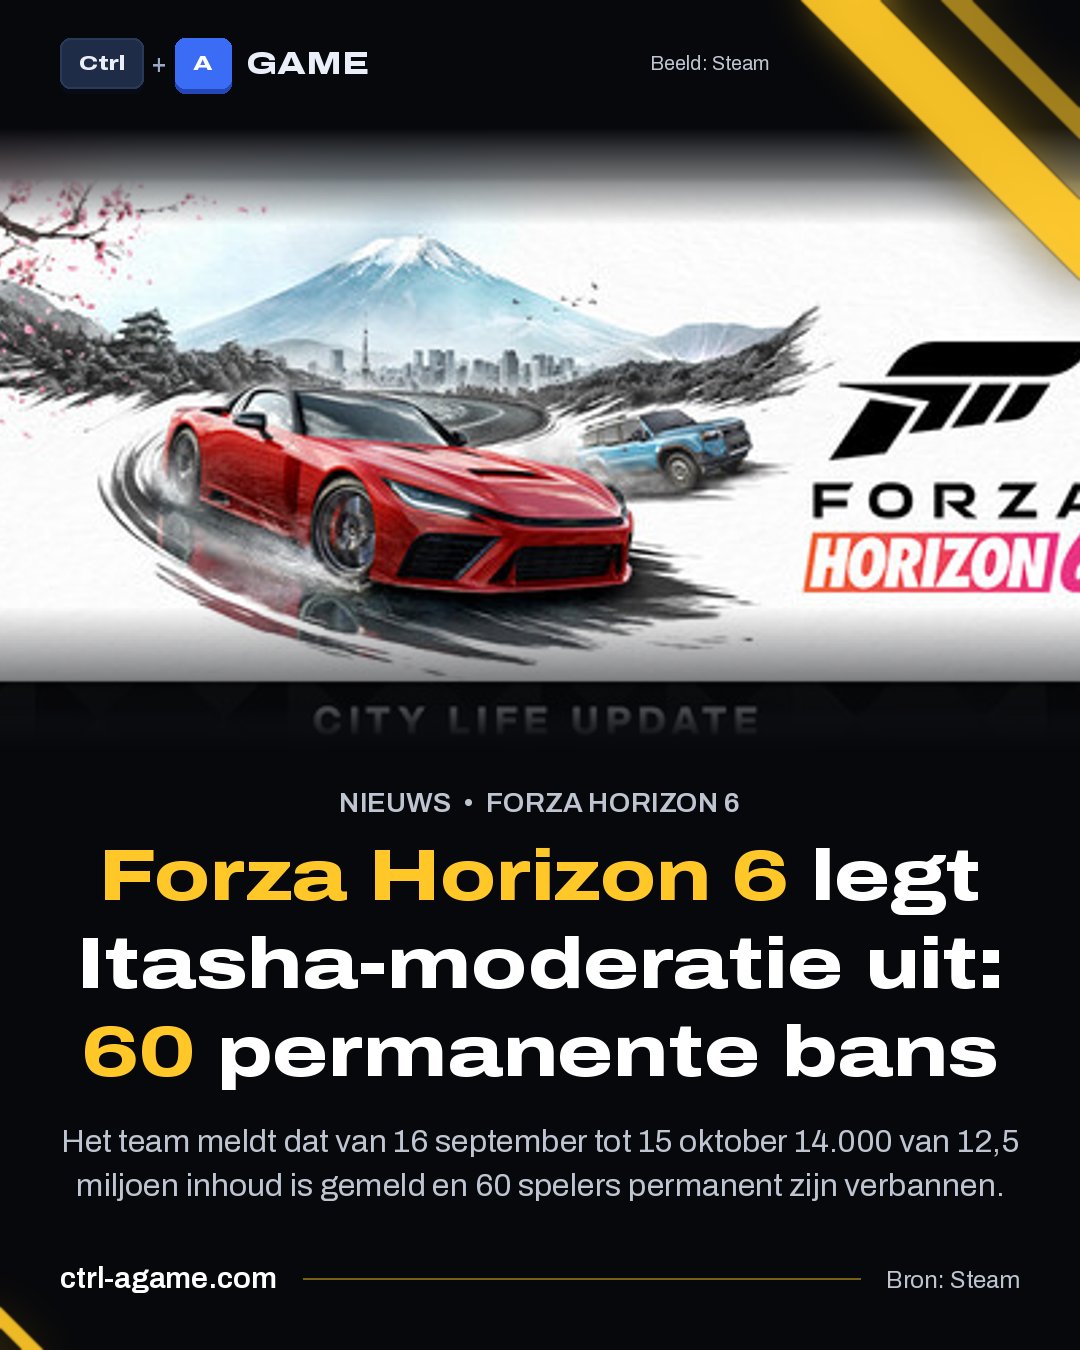 Ctrl + A GAME
Beeld: Steam
FORZA
HORIZON 6
CITY LIFE UPDATE
NIEUWS • FORZA HORIZON 6
Forza Horizon 6 legt
Itasha-moderatie uit:
60 permanente bans
Het team meldt dat van 16 september tot 15 oktober 14.000 van 12,5
miljoen inhoud is gemeld en 60 spelers permanent zijn verbannen.
ctrl-agame.com
Bron: Steam